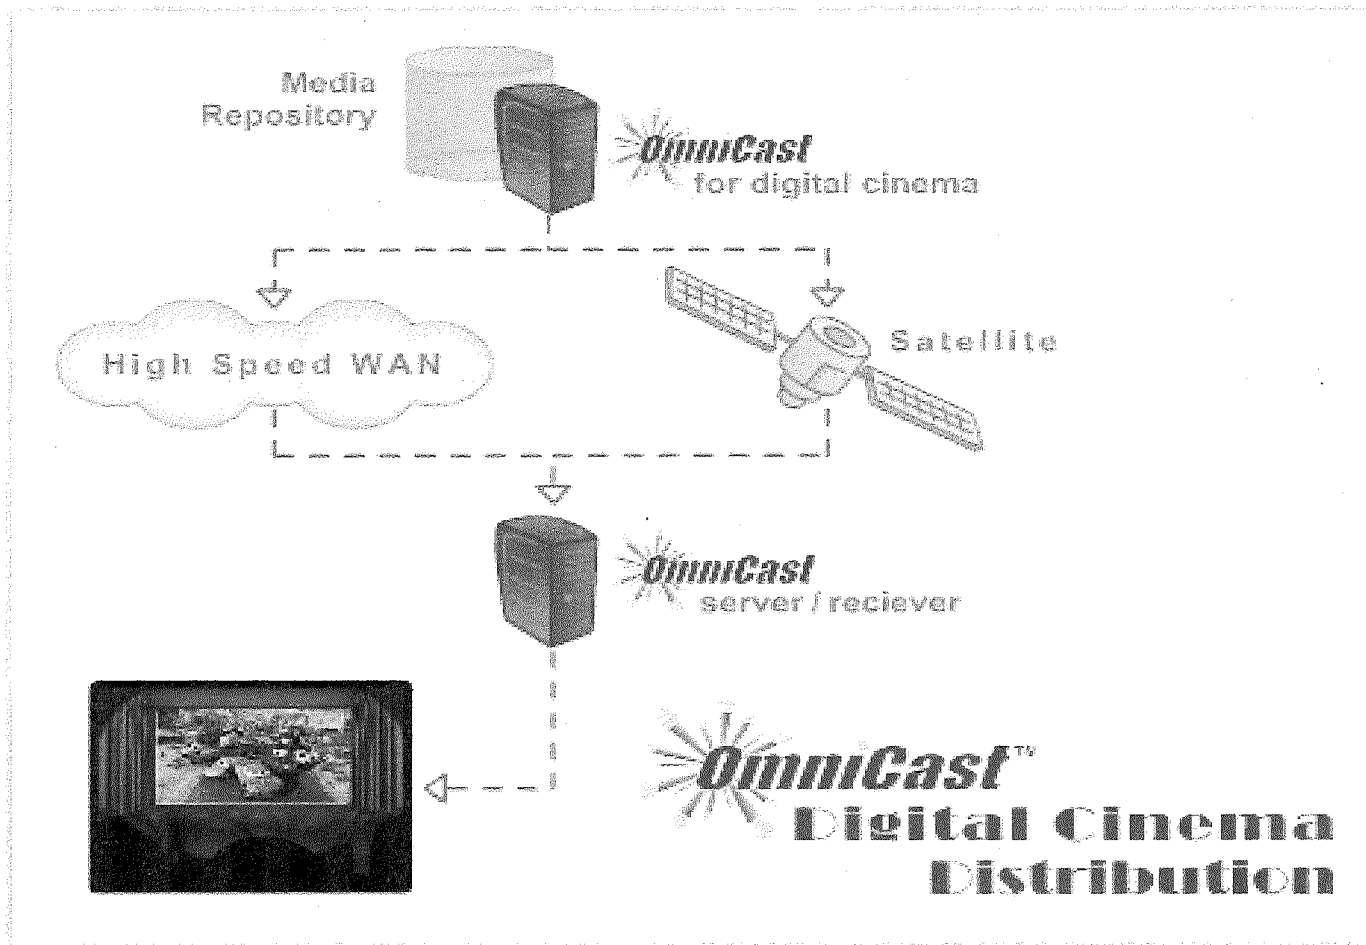 Media
Repository
OmniCast
for digital cinema
High Speed WAN
Satellite
OmniCast
server / reciever
OmniCast™
Digital Cinema
Distribution